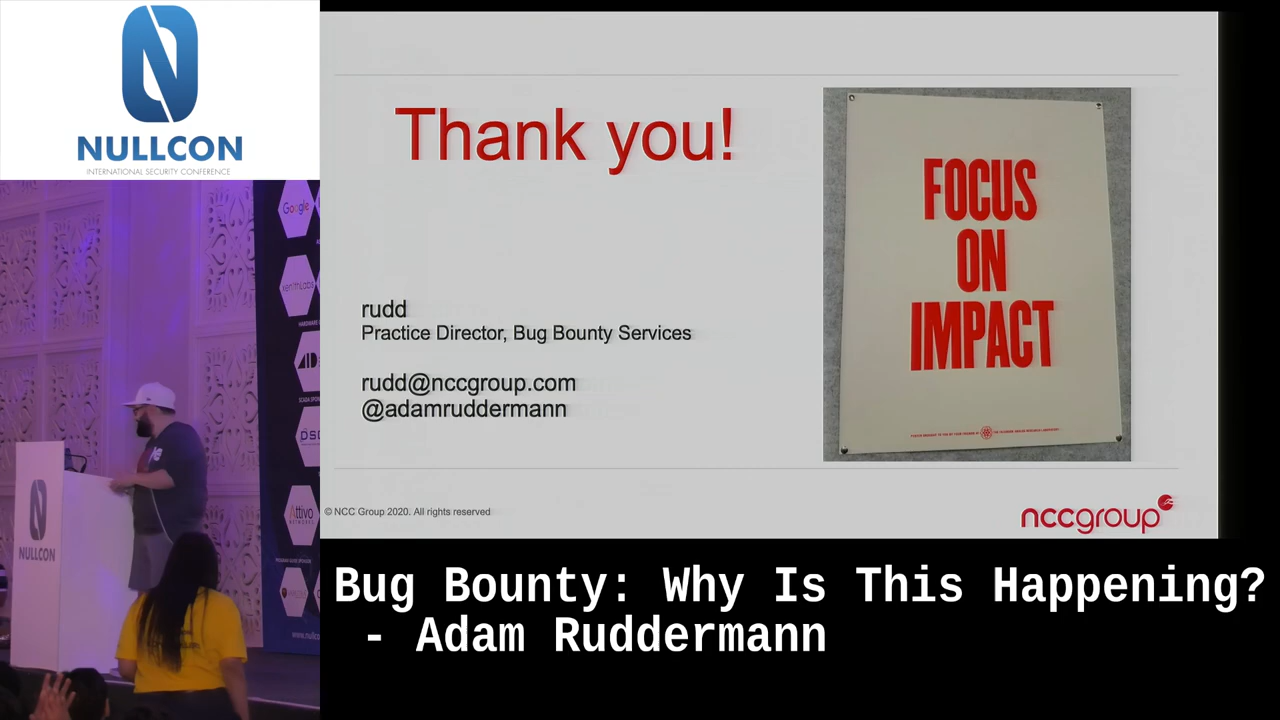 NULLCON
INTERNATIONAL SECURITY CONFERENCE
Google
Attivo
NULLCON
Thank you!
FOCUS
ON
IMPACT
rudd
Practice Director, Bug Bounty Services
rudd@nccgroup.com
@adamruddermann
© NCC Group 2020. All rights reserved
nccgroup
Bug Bounty: Why Is This Happening?
- Adam Ruddermann